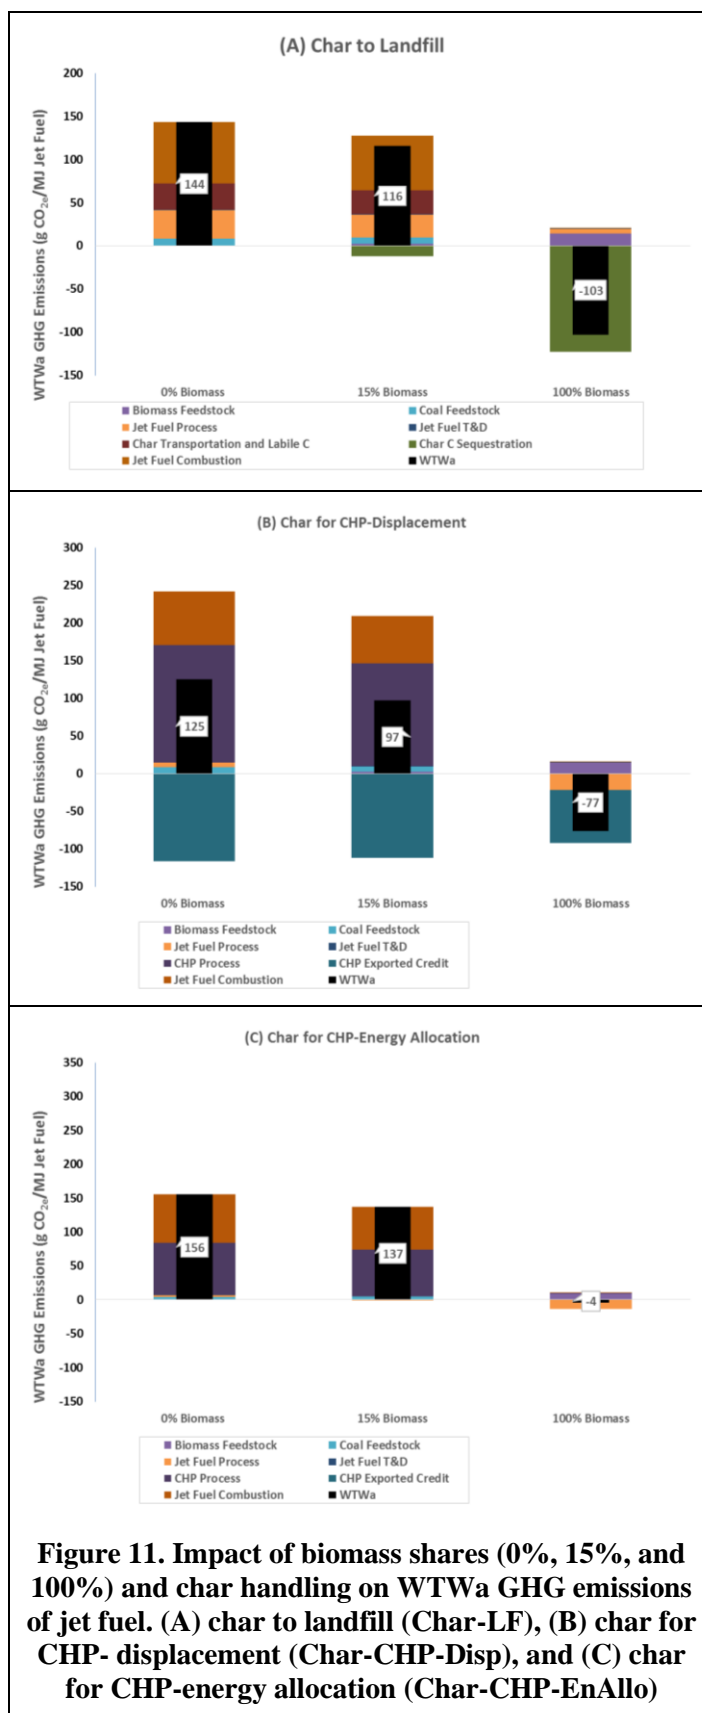 (A) Char to Landfill
WTWa GHG Emissions (g CO2e/MJ Jet Fuel)
200
150
100
50
0
-50
-100
-150
144
116
-103
0% Biomass
15% Biomass
100% Biomass
Biomass Feedstock
Coal Feedstock
Jet Fuel Process
Jet Fuel T&D
Char Transportation and Labile C
Char C Sequestration
Jet Fuel Combustion
WTWa
(B) Char for CHP-Displacement
WTWa GHG Emissions (g CO2e/MJ Jet Fuel)
300
250
200
150
100
50
0
-50
-100
-150
125
97
-77
0% Biomass
15% Biomass
100% Biomass
Biomass Feedstock
Coal Feedstock
Jet Fuel Process
Jet Fuel T&D
CHP Process
CHP Exported Credit
Jet Fuel Combustion
WTWa
(C) Char for CHP-Energy Allocation
WTWa GHG Emissions (g CO2e/MJ Jet Fuel)
350
300
250
200
150
100
50
0
-50
-100
-150
156
137
-4
0% Biomass
15% Biomass
100% Biomass
Biomass Feedstock
Coal Feedstock
Jet Fuel Process
Jet Fuel T&D
CHP Process
CHP Exported Credit
Jet Fuel Combustion
WTWa
Figure 11. Impact of biomass shares (0%, 15%, and
100%) and char handling on WTWa GHG emissions
of jet fuel. (A) char to landfill (Char-LF), (B) char for
CHP- displacement (Char-CHP-Disp), and (C) char
for CHP-energy allocation (Char-CHP-EnAllo)